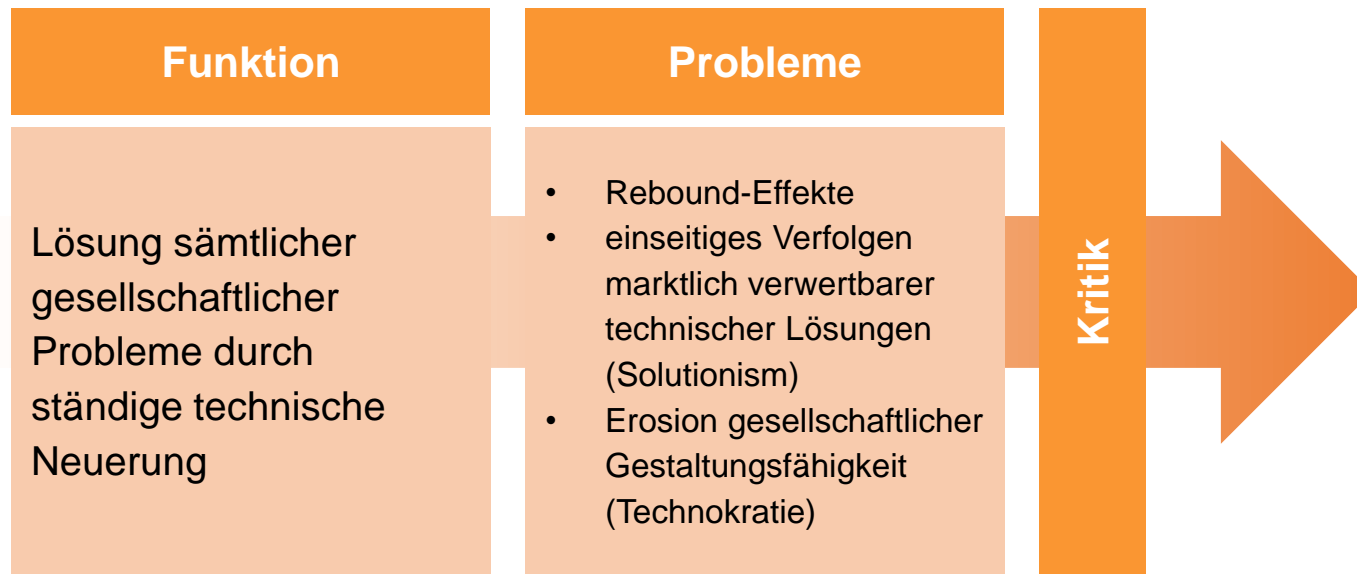 Funktion
Probleme
Lösung sämtlicher
gesellschaftlicher
Probleme durch
ständige technische
Neuerung
• Rebound-Effekte
• einseitiges Verfolgen
marktlich verwertbarer
technischer Lösungen
(Solutionism)
• Erosion gesellschaftlicher
Gestaltungsfähigkeit
(Technokratie)
Kritik